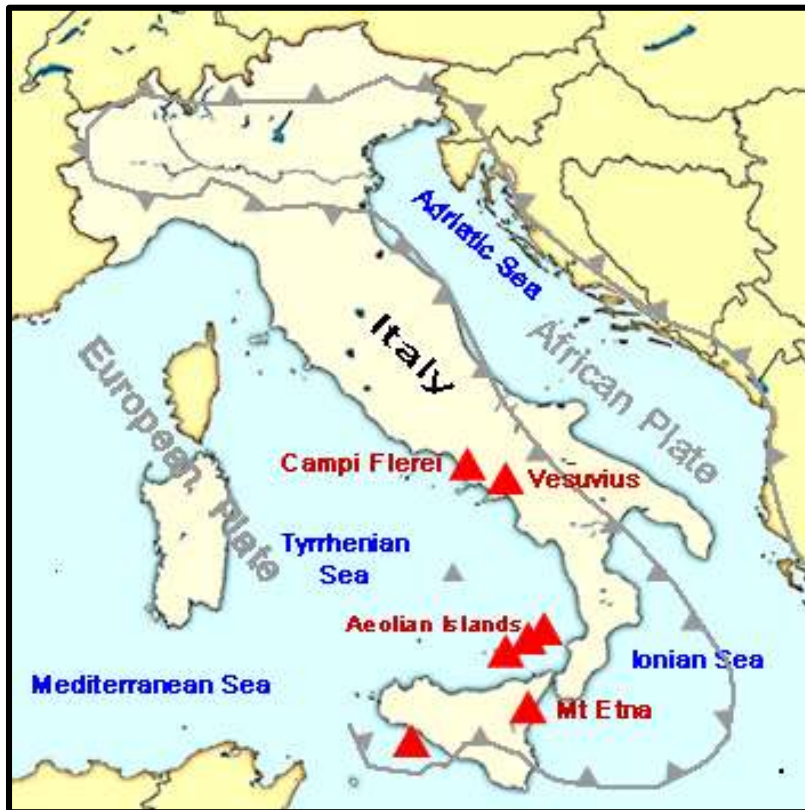 Adriatic Sea
Italy
African Plate
European Plate
Campi Flerei
Vesuvius
Tyrrhenian
Sea
Aeolian Islands
Ionian Sea
Mediterranean Sea
Mt Etna